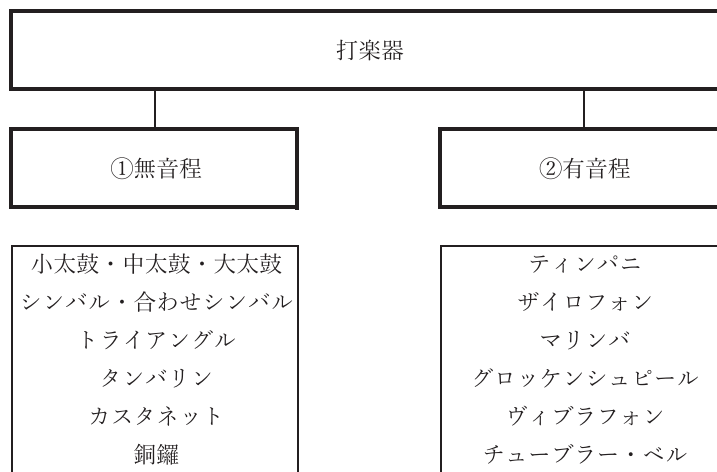 打楽器
①無音程
②有音程
小太鼓・中太鼓・大太鼓
シンバル・合わせシンバル
トライアングル
タンバリン
カスタネット
銅鑼
ティンパニ
ザイロフォン
マリンバ
グロッケンシュピール
ヴィブラフォン
チューブラー・ベル